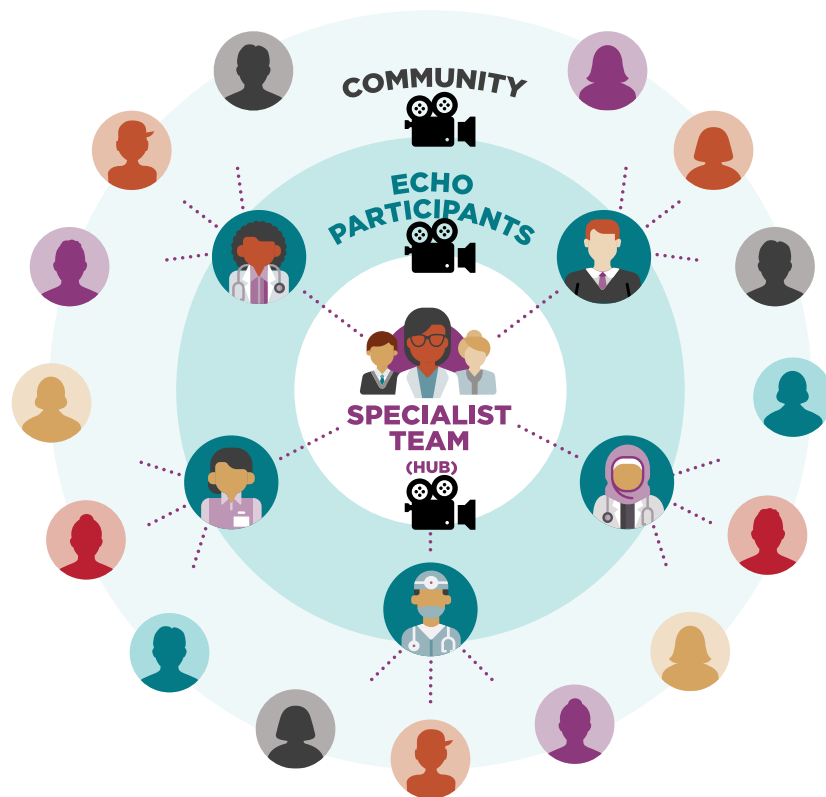 COMMUNITY
ECHO
PARTICIPANTS
SPECIALIST
TEAM
(HUB)